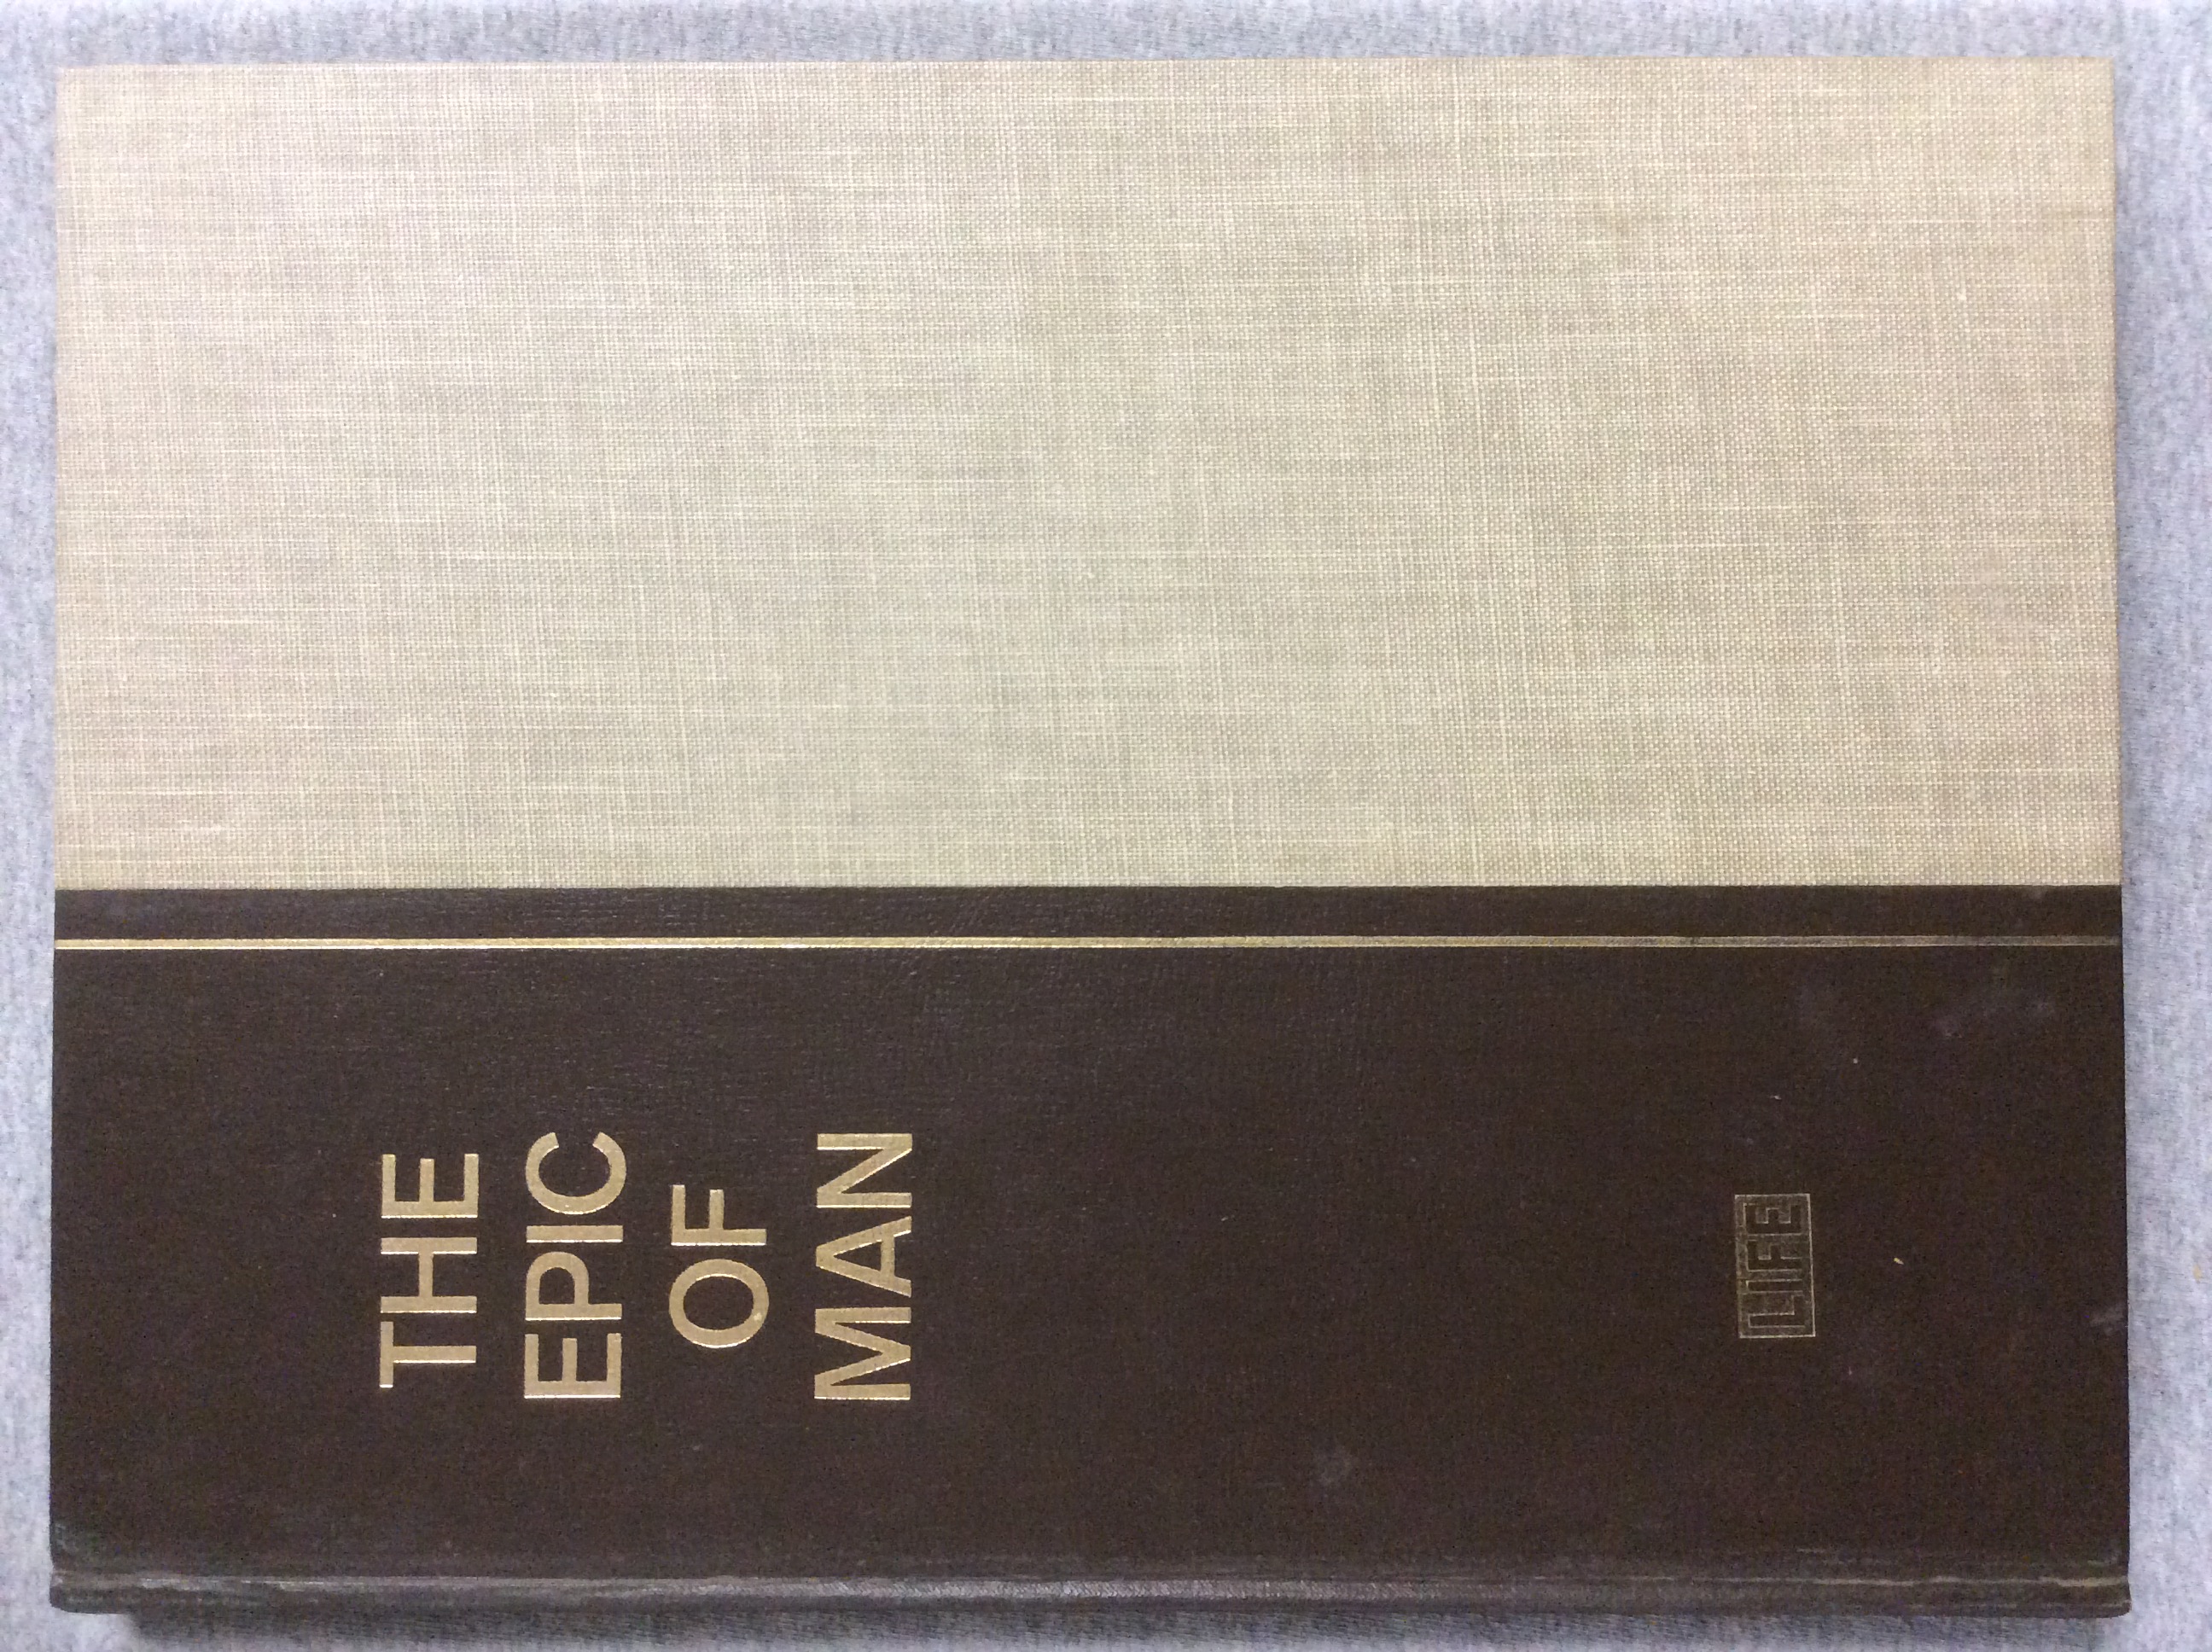 THE
EPIC
OF
MAN
LIFE